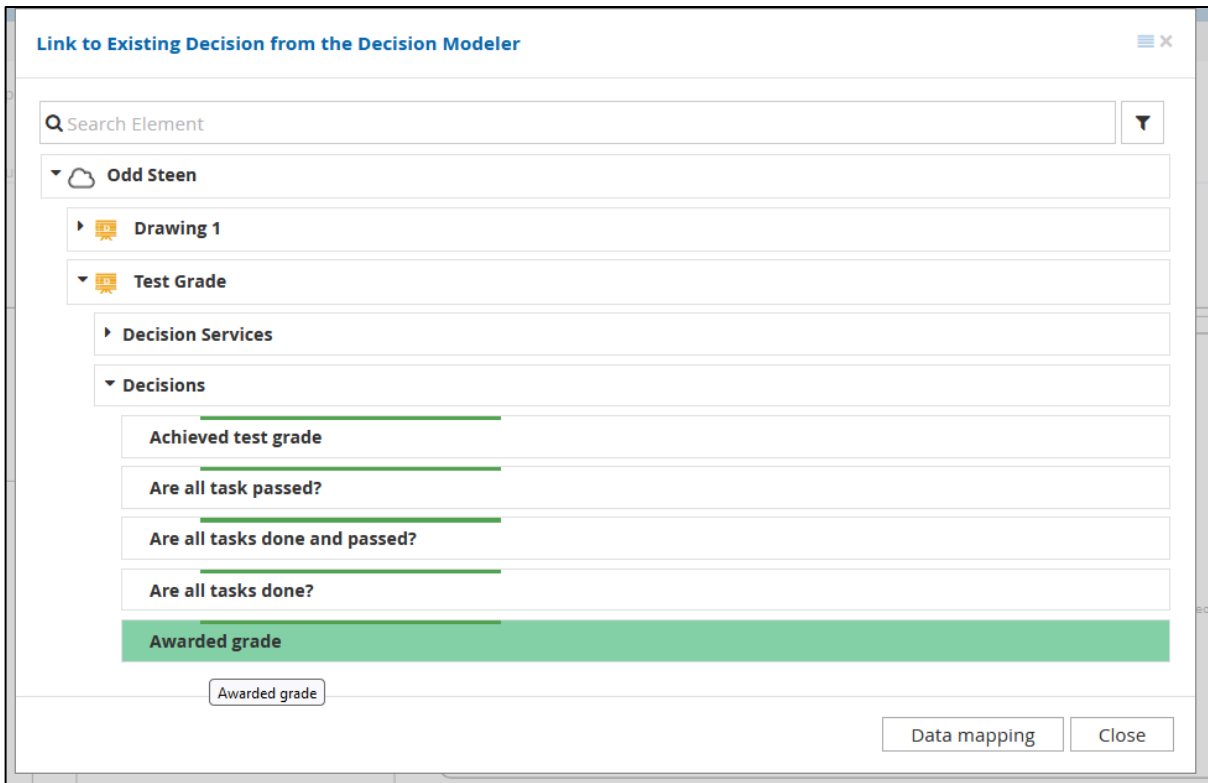 Link to Existing Decision from the Decision Modeler
Search Element
Odd Steen
Drawing 1
Test Grade
Decision Services
Decisions
Achieved test grade
Are all task passed?
Are all tasks done and passed?
Are all tasks done?
Awarded grade
Awarded grade
Data mapping
Close